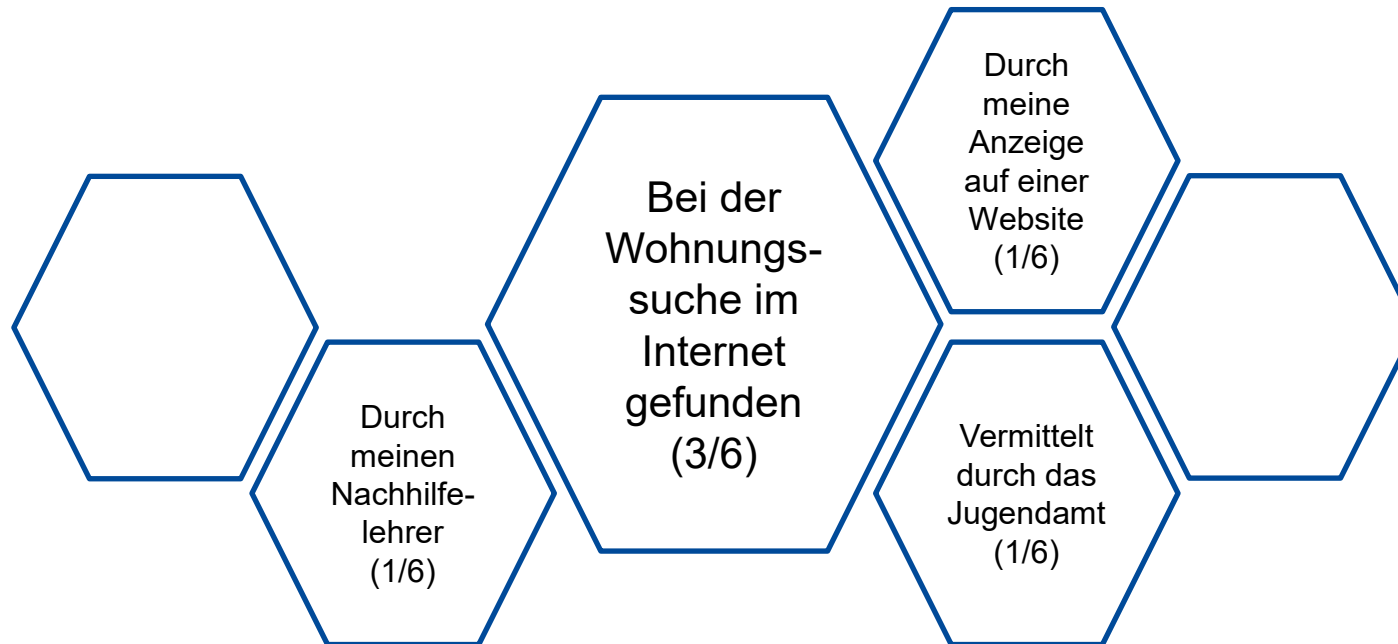 Durch
meinen
Nachhilfe-
lehrer
(1/6)
Bei der
Wohnungs-
suche im
Internet
gefunden
(3/6)
Durch
meine
Anzeige
auf einer
Website
(1/6)
Vermittelt
durch das
Jugendamt
(1/6)